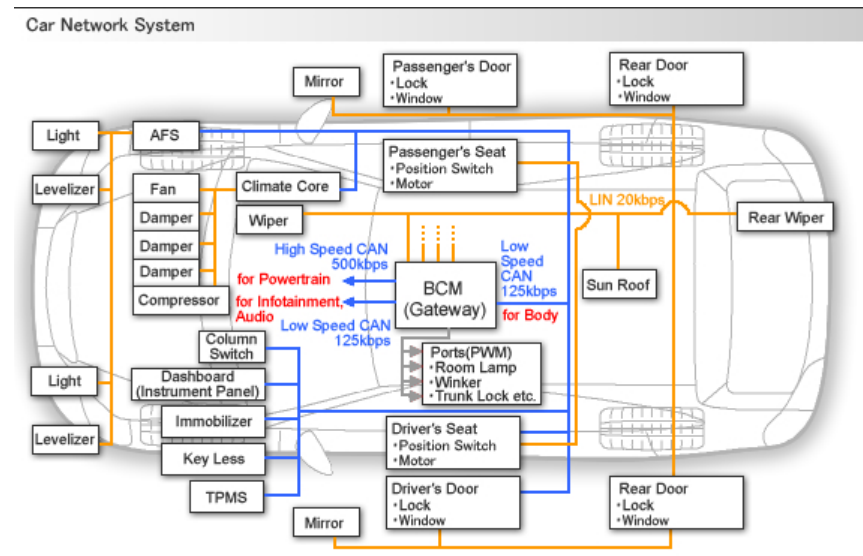 Car Network System
Mirror
Passenger's Door
・Lock
・Window
Rear Door
・Lock
・Window
Light
AFS
Passenger's Seat
・Position Switch
・Motor
Levelizer
Fan
Climate Core
LIN 20kbps
Damper
Wiper
Rear Wiper
Damper
High Speed CAN
500kbps
Low
Speed
CAN
125kbps
Damper
for Powertrain
BCM
(Gateway)
Sun Roof
Compressor
for Infotainment,
Audio
for Body
Low Speed CAN
125kbps
Column
Switch
Ports(PWM)
・Room Lamp
・Winker
・Trunk Lock etc.
Light
Dashboard
(Instrument Panel)
Immobilizer
Driver's Seat
・Position Switch
・Motor
Levelizer
Key Less
TPMS
Driver's Door
・Lock
・Window
Rear Door
・Lock
・Window
Mirror